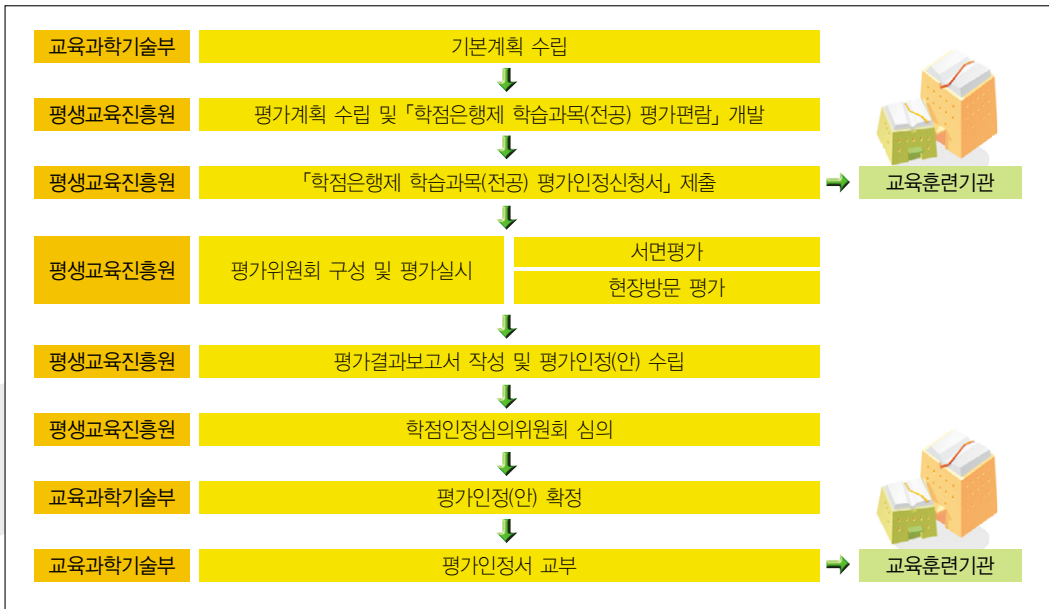 교육과학기술부
기본계획 수립
평생교육진흥원
평가계획 수립 및 「학점은행제 학습과목(전공) 평가편람」 개발
평생교육진흥원
「학점은행제 학습과목(전공) 평가인정신청서」 제출
교육훈련기관
평생교육진흥원
평가위원회 구성 및 평가실시
서면평가
현장방문 평가
평생교육진흥원
평가결과보고서 작성 및 평가인정(안) 수립
평생교육진흥원
학점인정심의위원회 심의
교육과학기술부
평가인정(안) 확정
교육과학기술부
평가인정서 교부
교육훈련기관